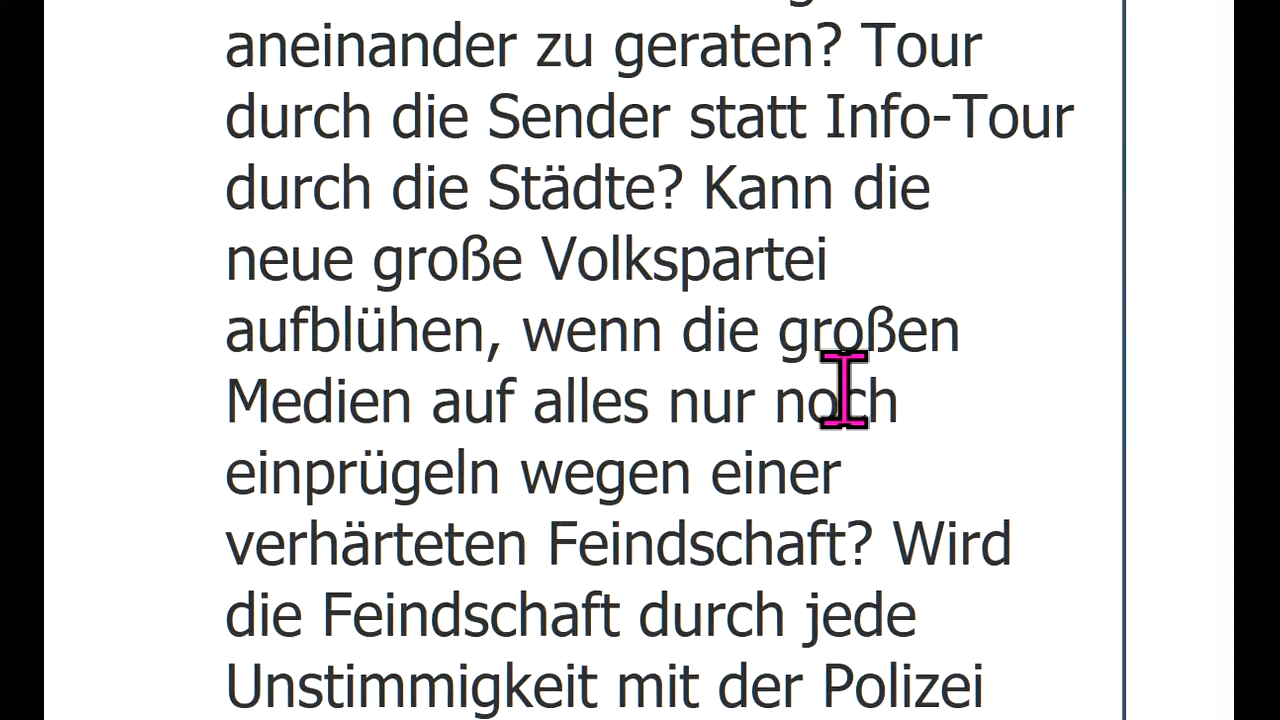 aneinander zu geraten? Tour
durch die Sender statt Info-Tour
durch die Städte? Kann die
neue große Volkspartei
aufblühen, wenn die großen
Medien auf alles nur noch
einprügeln wegen einer
verhärteten Feindschaft? Wird
die Feindschaft durch jede
Unstimmigkeit mit der Polizei